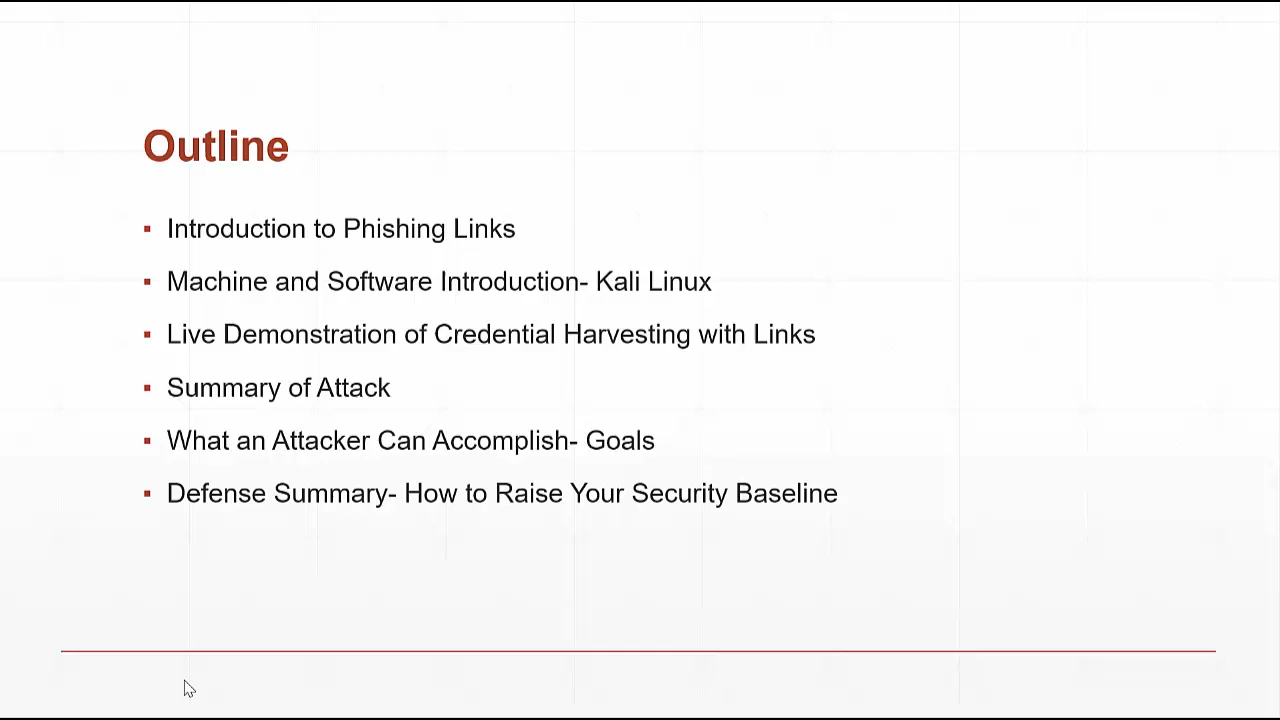 Outline
Introduction to Phishing Links
Machine and Software Introduction- Kali Linux
Live Demonstration of Credential Harvesting with Links
Summary of Attack
What an Attacker Can Accomplish- Goals
Defense Summary- How to Raise Your Security Baseline